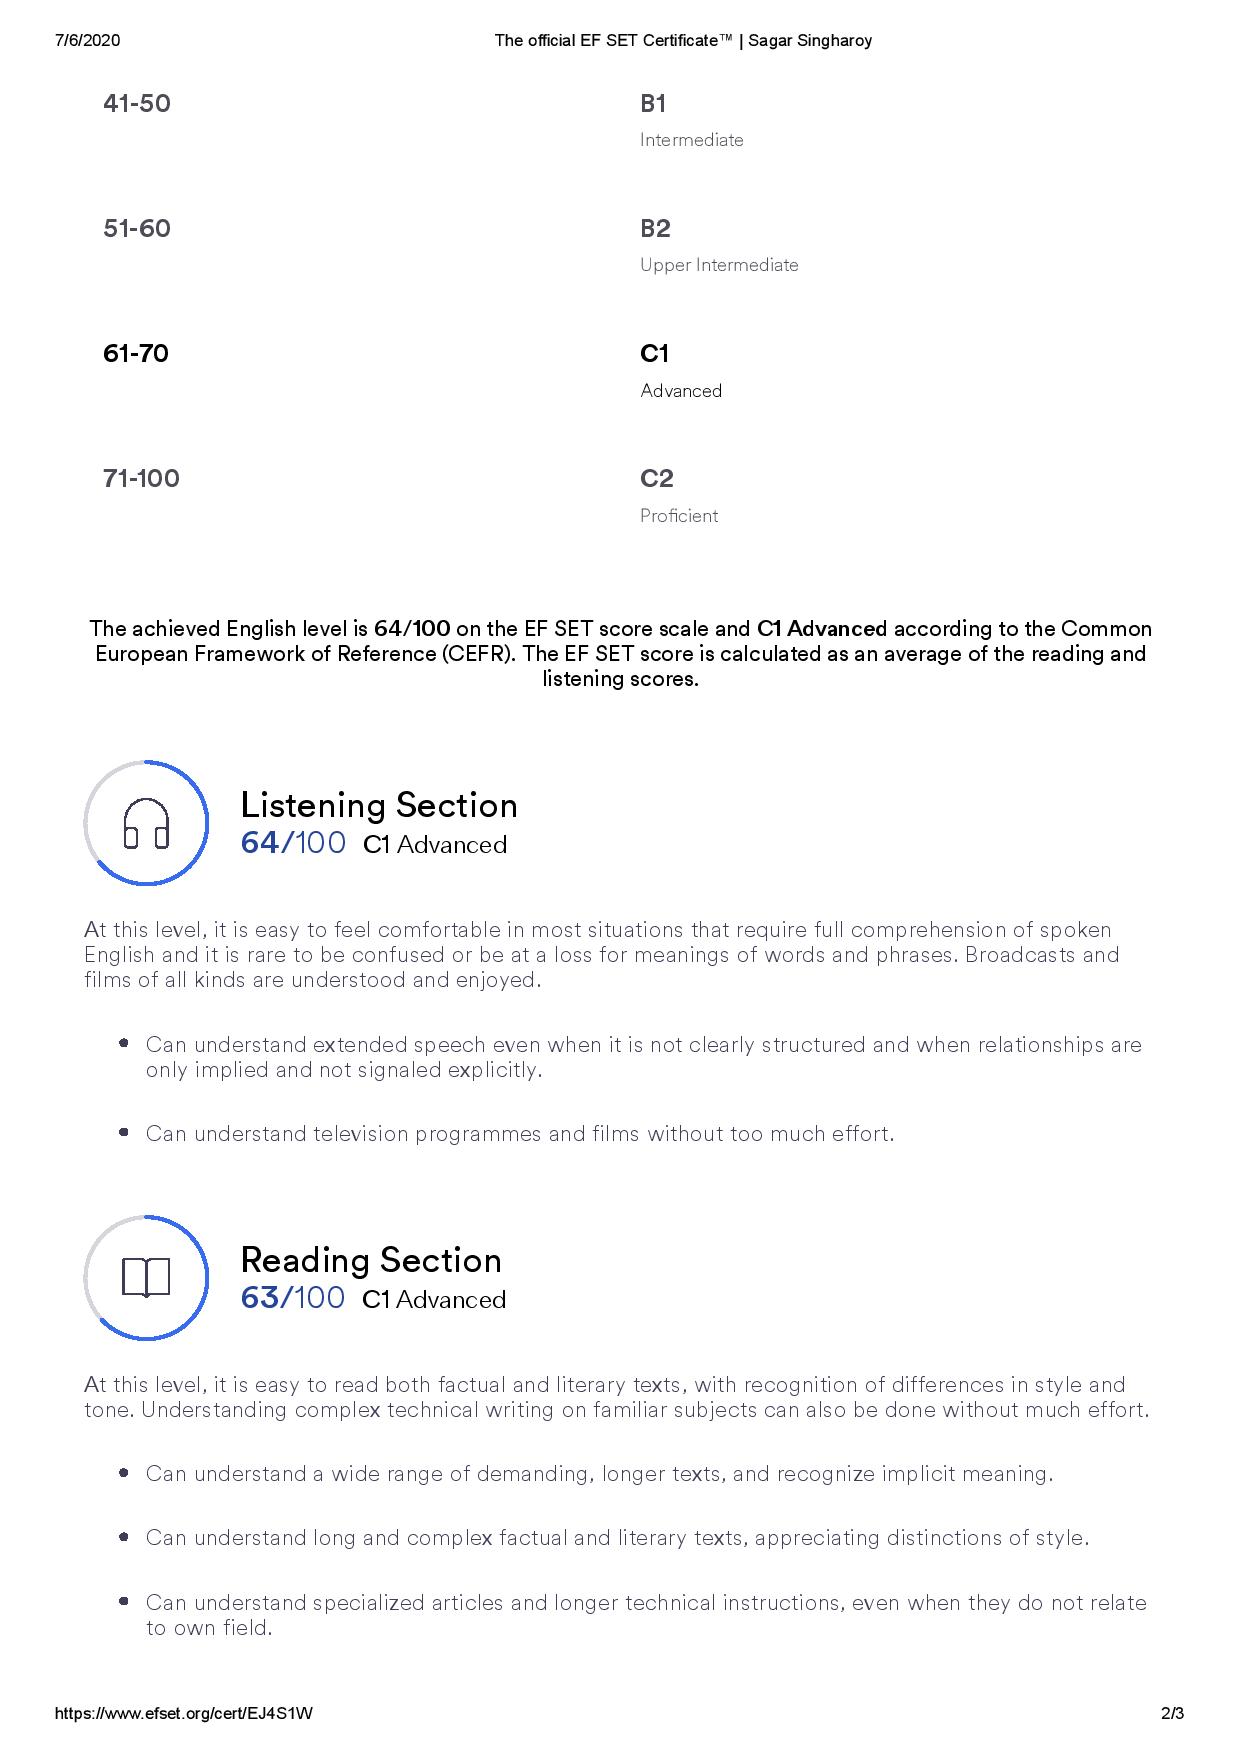 7/6/2020 The official EF SET Certificate™ | Sagar Singharoy
41-50 B1
Intermediate
51-60 B2
Upper Intermediate
61-70 C1
Advanced
71-100 C2
Proficient
The achieved English level is 64/100 on the EF SET score scale and C1 Advanced according to the Common
European Framework of Reference (CEFR). The EF SET score is calculated as an average of the reading and
listening scores.
Listening Section
64/100 C1 Advanced
At this level, it is easy to feel comfortable in most situations that require full comprehension of spoken
English and it is rare to be confused or be at a loss for meanings of words and phrases. Broadcasts and
films of all kinds are understood and enjoyed.
• Can understand extended speech even when it is not clearly structured and when relationships are
only implied and not signaled explicitly.
• Can understand television programmes and films without too much effort.
Reading Section
63/100 C1 Advanced
At this level, it is easy to read both factual and literary texts, with recognition of differences in style and
tone. Understanding complex technical writing on familiar subjects can also be done without much effort.
• Can understand a wide range of demanding, longer texts, and recognize implicit meaning.
• Can understand long and complex factual and literary texts, appreciating distinctions of style.
• Can understand specialized articles and longer technical instructions, even when they do not relate
to own field.
https://www.efset.org/cert/EJ4S1W 2/3